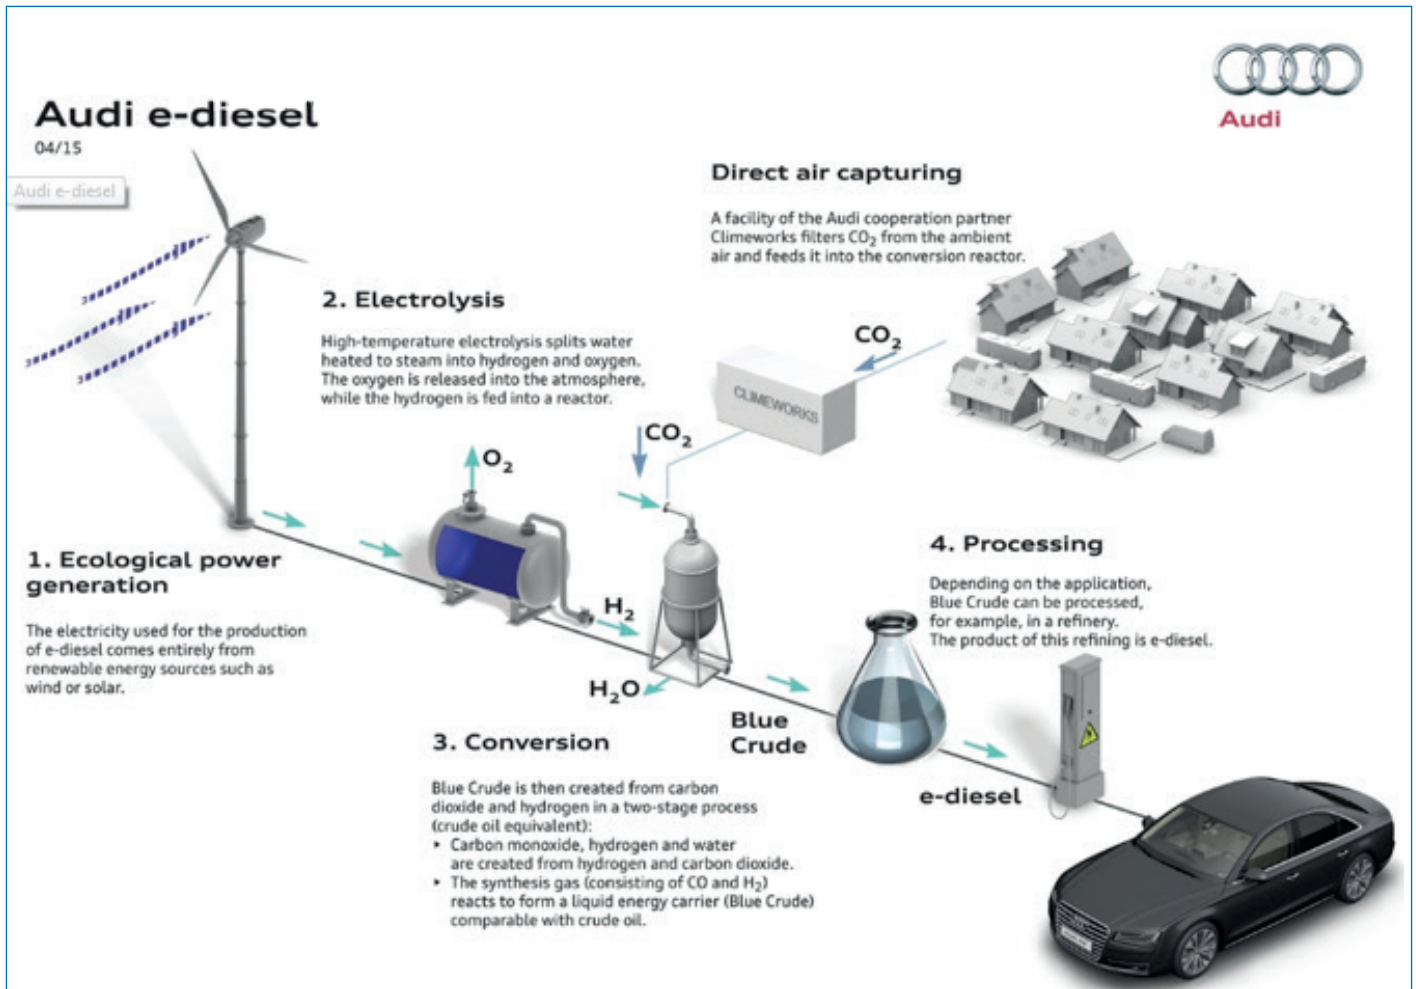 Audi
Audi e-diesel
04/15
Audi e-diesel
Direct air capturing
A facility of the Audi cooperation partner
Climeworks filters CO₂ from the ambient
air and feeds it into the conversion reactor.
2. Electrolysis
High-temperature electrolysis splits water
heated to steam into hydrogen and oxygen.
The oxygen is released into the atmosphere,
while the hydrogen is fed into a reactor.
CO₂
CLIMEWORKS
CO₂
O₂
1. Ecological power
generation
The electricity used for the production
of e-diesel comes entirely from
renewable energy sources such as
wind or solar.
H₂
H₂O
4. Processing
Depending on the application,
Blue Crude can be processed,
for example, in a refinery.
The product of this refining is e-diesel.
Blue
Crude
3. Conversion
Blue Crude is then created from carbon
dioxide and hydrogen in a two-stage process
(crude oil equivalent):
‣ Carbon monoxide, hydrogen and water
are created from hydrogen and carbon dioxide.
‣ The synthesis gas (consisting of CO and H₂)
reacts to form a liquid energy carrier (Blue Crude)
comparable with crude oil.
e-diesel